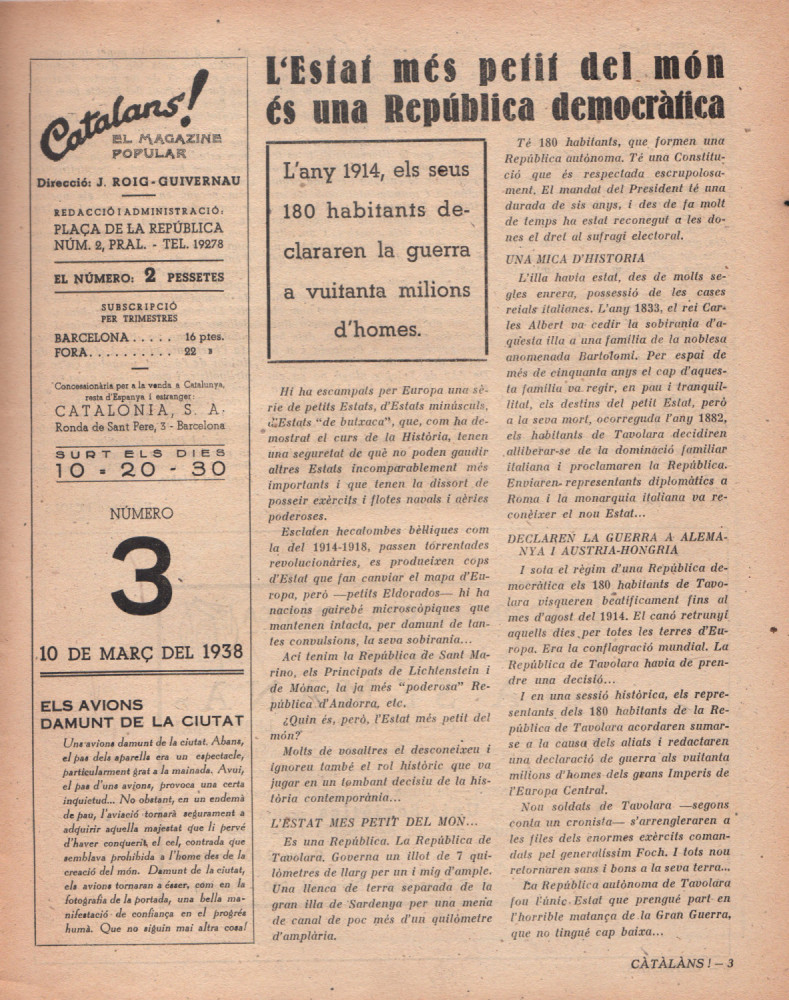 Catalans!
EL MAGAZINE
POPULAR
Direcció: J. ROIG-GUIVERNAU
REDACCIÓ I ADMINISTRACIÓ:
PLAÇA DE LA REPÚBLICA
NÚM. 2, PRAL. - TEL. 19278
EL NÚMERO: 2 PESSETES
SUBSCRIPCIÓ
PER TRIMESTRES
BARCELONA . . . . . 16 ptes.
FORA. . . . . . . . . . 22 »
Concessionària per a la venda a Catalunya,
resta d'Espanya i estranger:
CATALONIA, S. A.
Ronda de Sant Pere, 3 - Barcelona
SURT ELS DIES
10 - 20 - 30
NÚMERO
3
10 DE MARÇ DEL 1938
ELS AVIONS
DAMUNT DE LA CIUTAT
Uns avions damunt de la ciutat. Abans,
el pas dels aparells era un espectacle,
particularment grat a la mainada. Avui,
el pas d'uns avions, provoca una certa
inquietud... No obstant, en un endemà
de pau, l'aviació tornarà segurament a
adquirir aquella majestat que li pervé
d'haver conquerit el cel, contrada que
semblava prohibida a l'home des de la
creació del món. Damunt de la ciutat,
els avions tornaran a ésser, com en la
fotografia de la portada, una bella ma-
nifestació de confiança en el progrés
humà. Que no siguin mai altra cosa!
L'Estat més petit del món
és una República democràtica
L'any 1914, els seus
180 habitants de-
clararen la guerra
a vuitanta milions
d'homes.
Hi ha escampats per Europa una sè-
rie de petits Estats, d'Estats minúsculs,
d'Estats "de butxaca", que, com ha de-
mostrat el curs de la Història, tenen
una seguretat de què no poden gaudir
altres Estats incomparablement més
importants i que tenen la dissort de
posseir exèrcits i flotes navals i aèries
poderoses.
Esclaten hecatombes bèl·liques com
la del 1914-1918, passen torrentades
revolucionàries, es produeixen cops
d'Estat que fan canviar el mapa d'Eu-
ropa, però —petits Eldorados— hi ha
nacions gairebé microscòpiques que
mantenen intacta, per damunt de tan-
tes convulsions, la seva sobirania...
Ací tenim la República de Sant Ma-
rino, els Principats de Lichtenstein i
de Mònac, la ja més "poderosa" Re-
pública d'Andorra, etc.
¿Quin és, però, l'Estat més petit del
món?
Molts de vosaltres el desconeixeu i
ignoreu també el rol històric que va
jugar en un tombant decisiu de la his-
tòria contemporània...
L'ESTAT MES PETIT DEL MON...
Es una República. La República de
Tavolara. Governa un illot de 7 qui-
lòmetres de llarg per un i mig d'ample.
Una llenca de terra separada de la
gran illa de Sardenya per una mena
de canal de poc més d'un quilòmetre
d'amplària.
Té 180 habitants, que formen una
República autònoma. Té una Constitu-
ció que és respectada escrupolosa-
ment. El mandat del President té una
durada de sis anys, i des de fa molt
de temps ha estat reconegut a les do-
nes el dret al sufragi electoral.
UNA MICA D'HISTORIA
L'illa havia estat, des de molts se-
gles enrera, possessió de les cases
reials italianes. L'any 1833, el rei Car-
les Albert va cedir la sobirania d'a-
questa illa a una família de la noblesa
anomenada Bartolomi. Per espai de
més de cinquanta anys el cap d'aques-
ta família va regir, en pau i tranquil-
litat, els destins del petit Estat, però
a la seva mort, ocorreguda l'any 1882,
els habitants de Tavolara decidiren
alliberar-se de la dominació familiar
italiana i proclamaren la República.
Enviaren representants diplomàtics a
Roma i la monarquia italiana va re-
conèixer el nou Estat...
DECLAREN LA GUERRA A ALEMA-
NYA I AUSTRIA-HONGRIA
I sota el règim d'una República de-
mocràtica els 180 habitants de Tavo-
lara visqueren beatíficament fins al
mes d'agost del 1914. El canó retrunyí
aquells dies per totes les terres d'Eu-
ropa. Era la conflagració mundial. La
República de Tavolara havia de pren-
dre una decisió...
I en una sessió històrica, els repre-
sentants dels 180 habitants de la Re-
pública de Tavolara acordaren sumar-
se a la causa dels aliats i redactaren
una declaració de guerra als vuitanta
milions d'homes dels grans Imperis de
l'Europa Central.
Nou soldats de Tavolara —segons
conta un cronista— s'arrengleraren a
les files dels enormes exèrcits coman-
dats pel generalíssim Foch. I tots nou
retornaren sans i bons a la seva terra...
La República autònoma de Tavolara
fou l'únic Estat que prengué part en
l'horrible matança de la Gran Guerra,
que no tingué cap baixa...
CÀTÀLÀNS! — 3